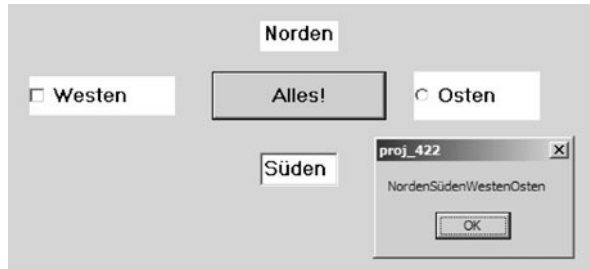 Norden
Westen
Alles!
Osten
Süden
proj_422
NordenSüdenWestenOsten
OK